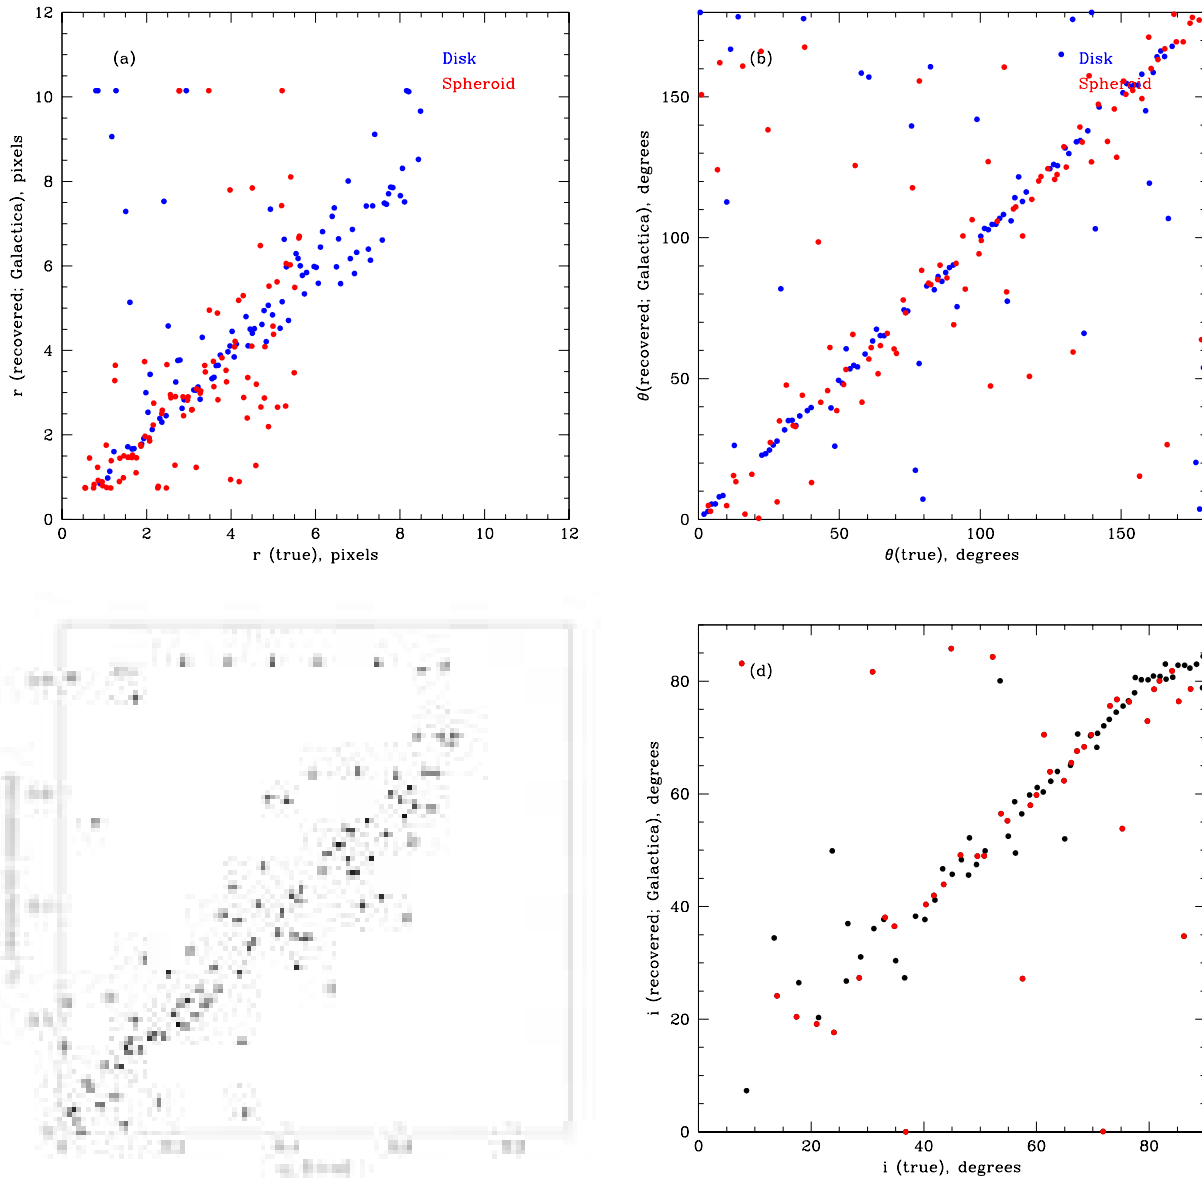 12
10
8
6
4
2
0
r (recovered; Galactica), pixels
(a)
Disk
Spheroid
0 2 4 6 8 10 12
r (true), pixels
150
100
50
0
θ(recovered; Galactica), degrees
(b)
Disk
Spheroid
0 50 100 150
θ(true), degrees
80
60
40
20
0
i (recovered; Galactica), degrees
(d)
0 20 40 60 80
i (true), degrees